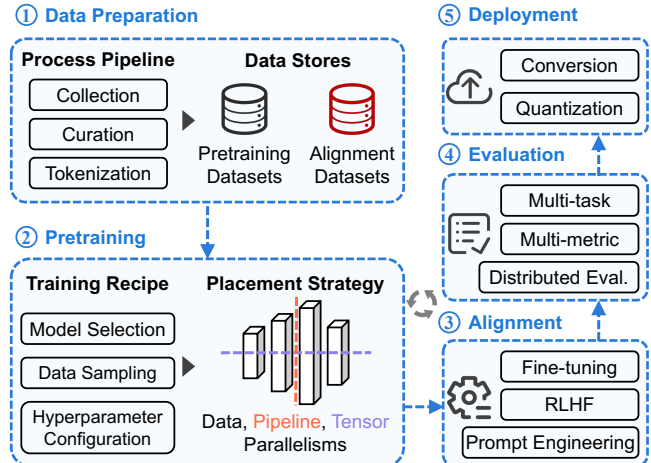 ① Data Preparation
Process Pipeline
Collection
Curation
Tokenization
Data Stores
Pretraining
Datasets
Alignment
Datasets
② Pretraining
Training Recipe
Model Selection
Data Sampling
Hyperparameter
Configuration
Placement Strategy
Data, Pipeline, Tensor
Parallelisms
③ Alignment
Fine-tuning
RLHF
Prompt Engineering
④ Evaluation
Multi-task
Multi-metric
Distributed Eval.
⑤ Deployment
Conversion
Quantization